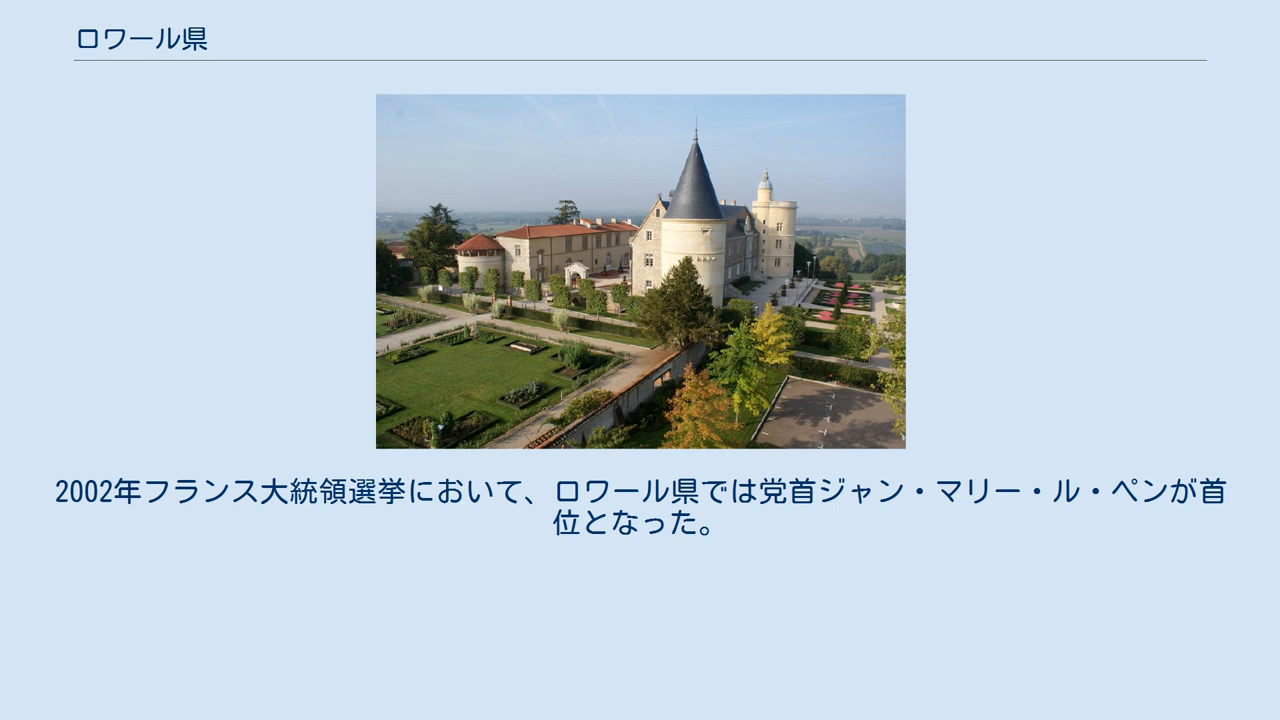 ロワール県
2002年フランス大統領選挙において、ロワール県では党首ジャン・マリー・ル・ペンが首
位となった。